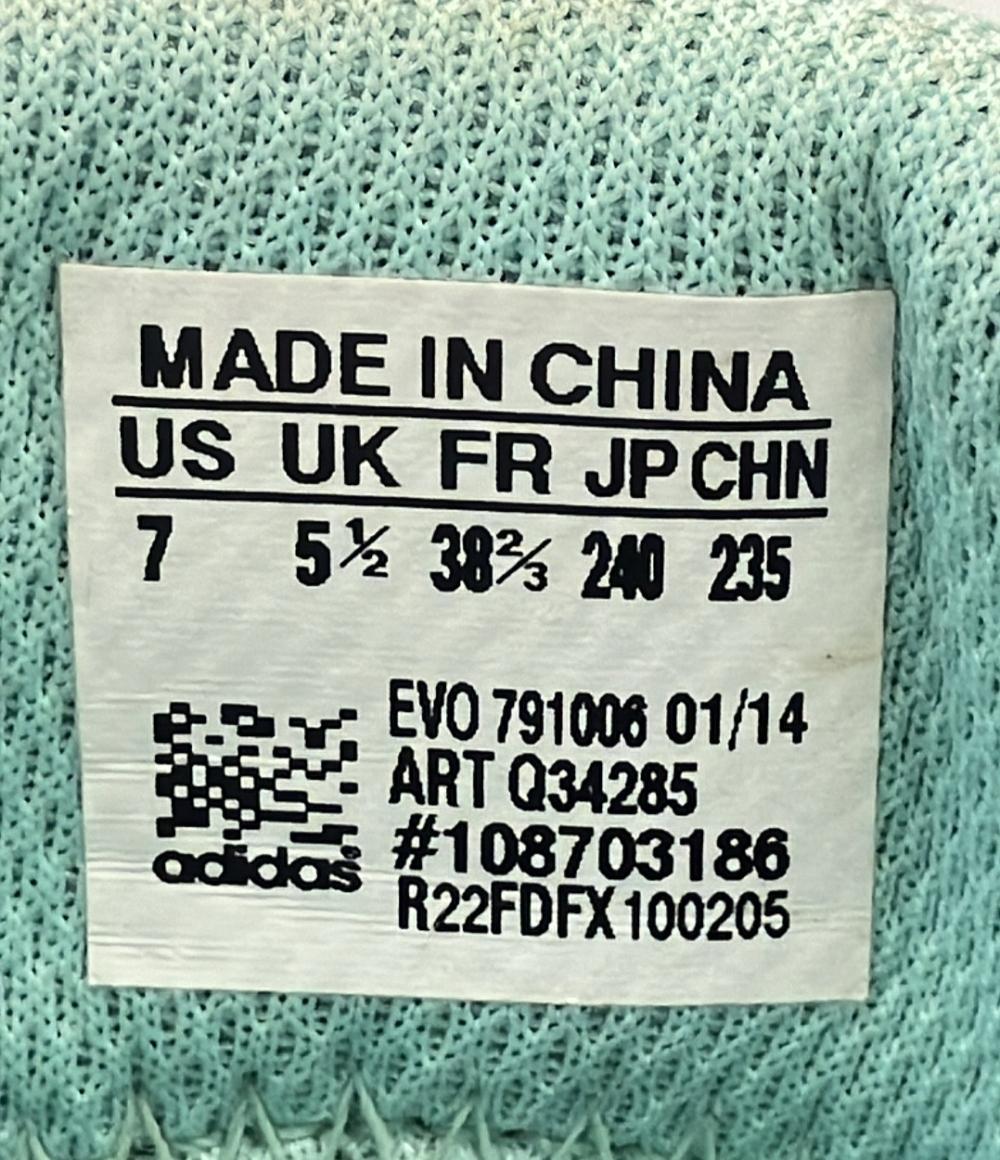 MADE IN CHINA
US UK FR JP CHN
7 5½ 38⅔ 240 235
EVO 791006 01/14
ART Q34285
#108703186
adidas
R22FDFX100205